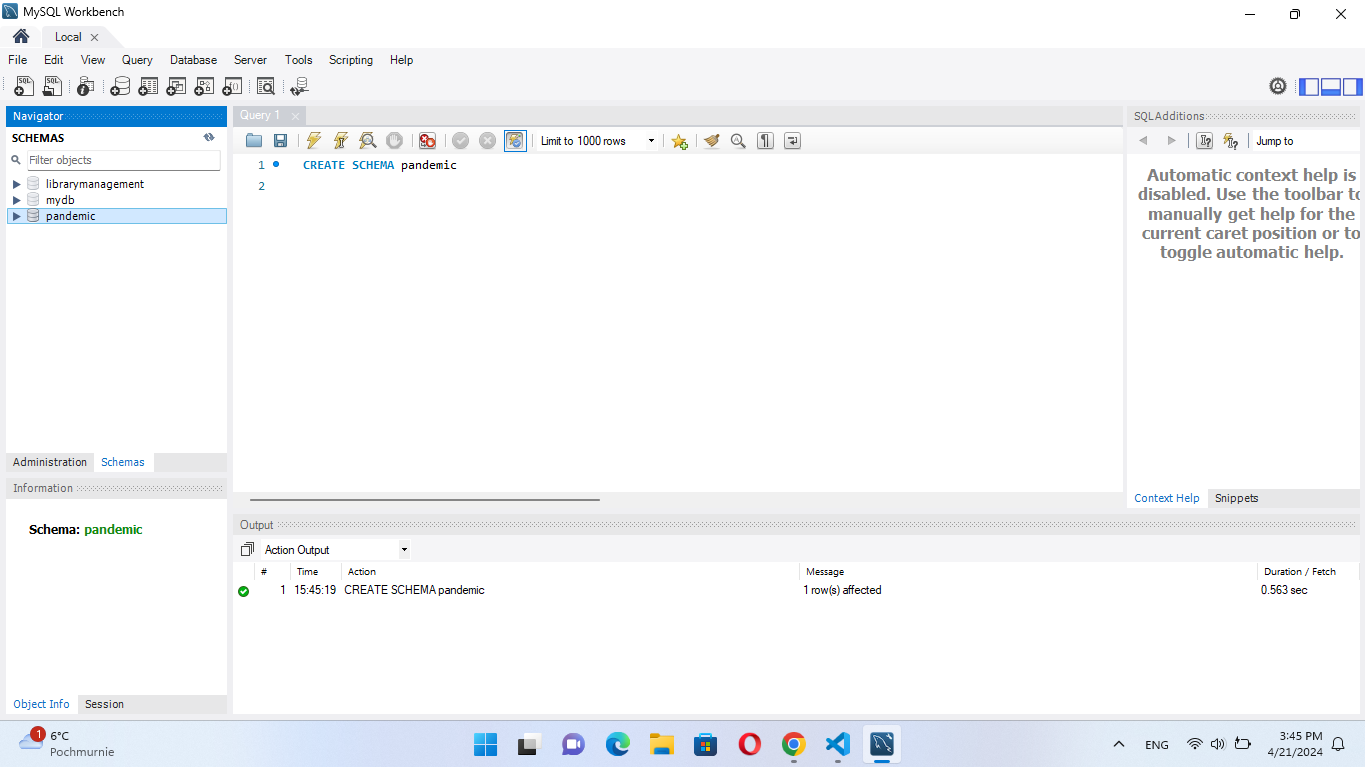 MySQL Workbench
Local
File Edit View Query Database Server Tools Scripting Help
Navigator
SCHEMAS
Filter objects
librarymanagement
mydb
pandemic
Administration Schemas
Information
Schema: pandemic
Object Info Session
Query 1
Limit to 1000 rows
1 CREATE SCHEMA pandemic
2
SQLAdditions
Jump to
Automatic context help is
disabled. Use the toolbar to
manually get help for the
current caret position or to
toggle automatic help.
Context Help Snippets
Output
Action Output
# Time Action Message Duration / Fetch
1 15:45:19 CREATE SCHEMA pandemic 1 row(s) affected 0.563 sec
1
6°C
Pochmurnie
ENG
3:45 PM
4/21/2024